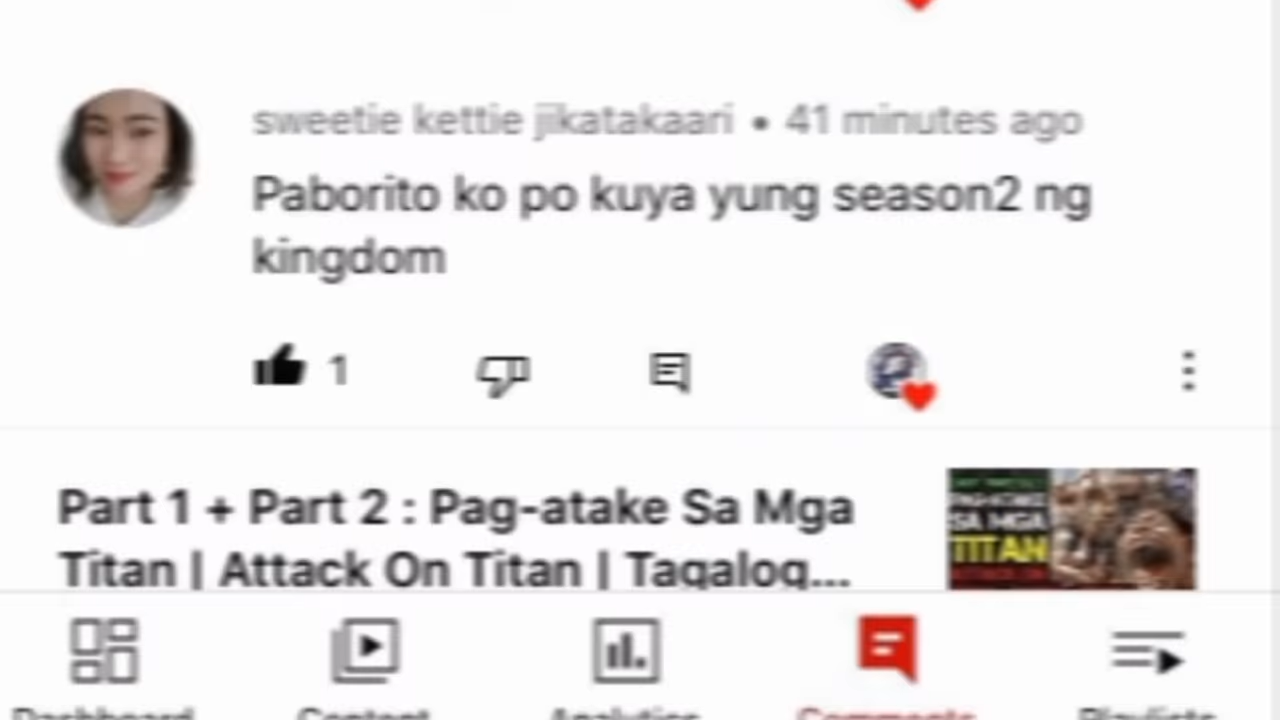 sweetie kettie jikatakaari • 41 minutes ago
Paborito ko po kuya yung season2 ng
kingdom
1
Part 1 + Part 2 : Pag-atake Sa Mga
Titan | Attack On Titan | Tagalog...
SA MGA
TITAN
Dashboard
Content
Analytics
Comments
Playlists